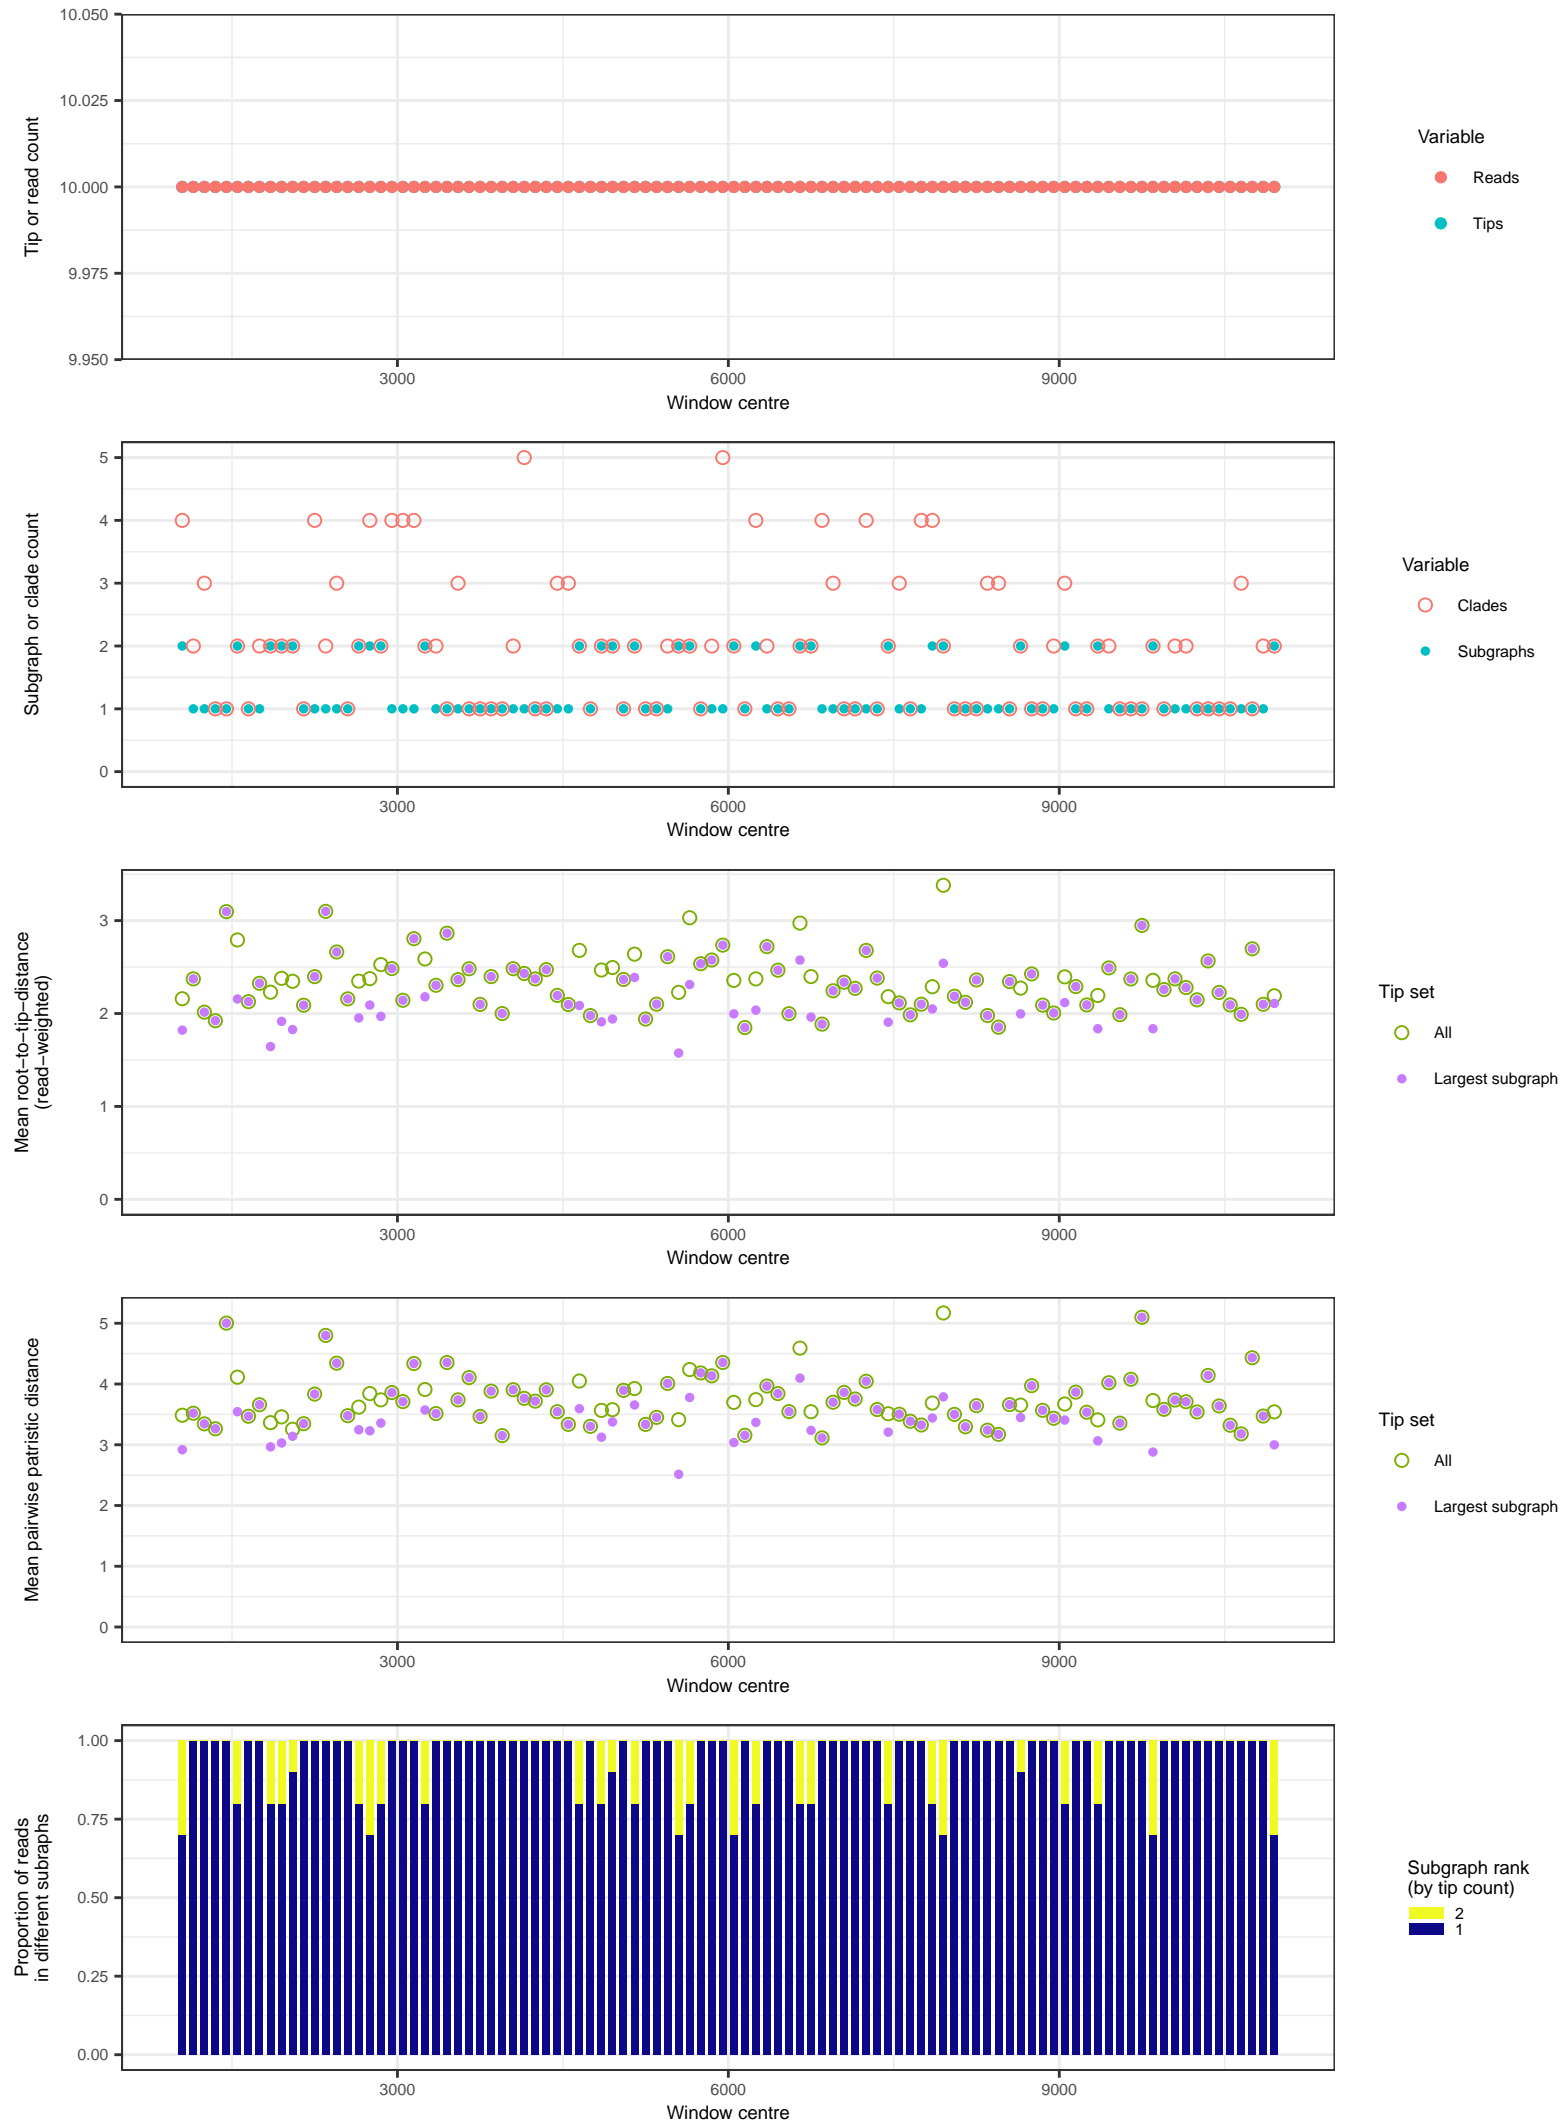 10.050
10.025
10.000
9.975
9.950
Tip or read count
3000 6000 9000
Window centre
Variable
Reads
Tips
5
4
3
2
1
0
Subgraph or clade count
3000 6000 9000
Window centre
Variable
Clades
Subgraphs
3
2
1
0
Mean root−to−tip−distance
(read−weighted)
3000 6000 9000
Window centre
Tip set
All
Largest subgraph
5
4
3
2
1
0
Mean pairwise patristic distance
3000 6000 9000
Window centre
Tip set
All
Largest subgraph
1.00
0.75
0.50
0.25
0.00
Proportion of reads
in different subraphs
3000 6000 9000
Window centre
Subgraph rank
(by tip count)
2
1